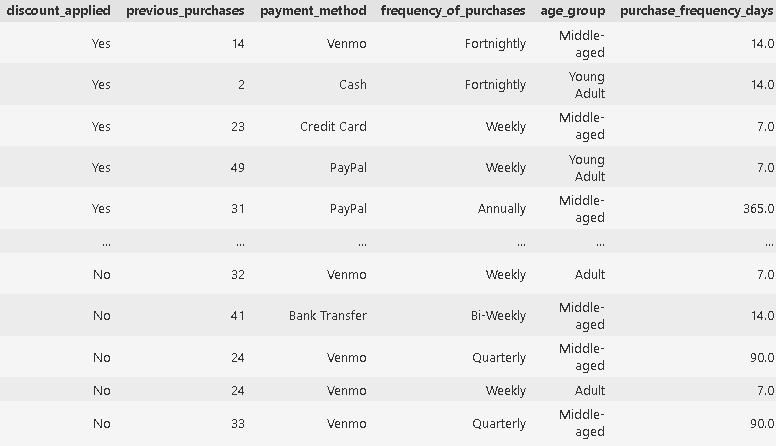 discount_applied previous_purchases payment_method frequency_of_purchases age_group purchase_frequency_days
Yes 14 Venmo Fortnightly Middle-
aged 14.0
Yes 2 Cash Fortnightly Young
Adult 14.0
Yes 23 Credit Card Weekly Middle-
aged 7.0
Yes 49 PayPal Weekly Young
Adult 7.0
Yes 31 PayPal Annually Middle-
aged 365.0
... ... ... ... ... ...
No 32 Venmo Weekly Adult 7.0
No 41 Bank Transfer Bi-Weekly Middle-
aged 14.0
No 24 Venmo Quarterly Middle-
aged 90.0
No 24 Venmo Weekly Adult 7.0
No 33 Venmo Quarterly Middle-
aged 90.0